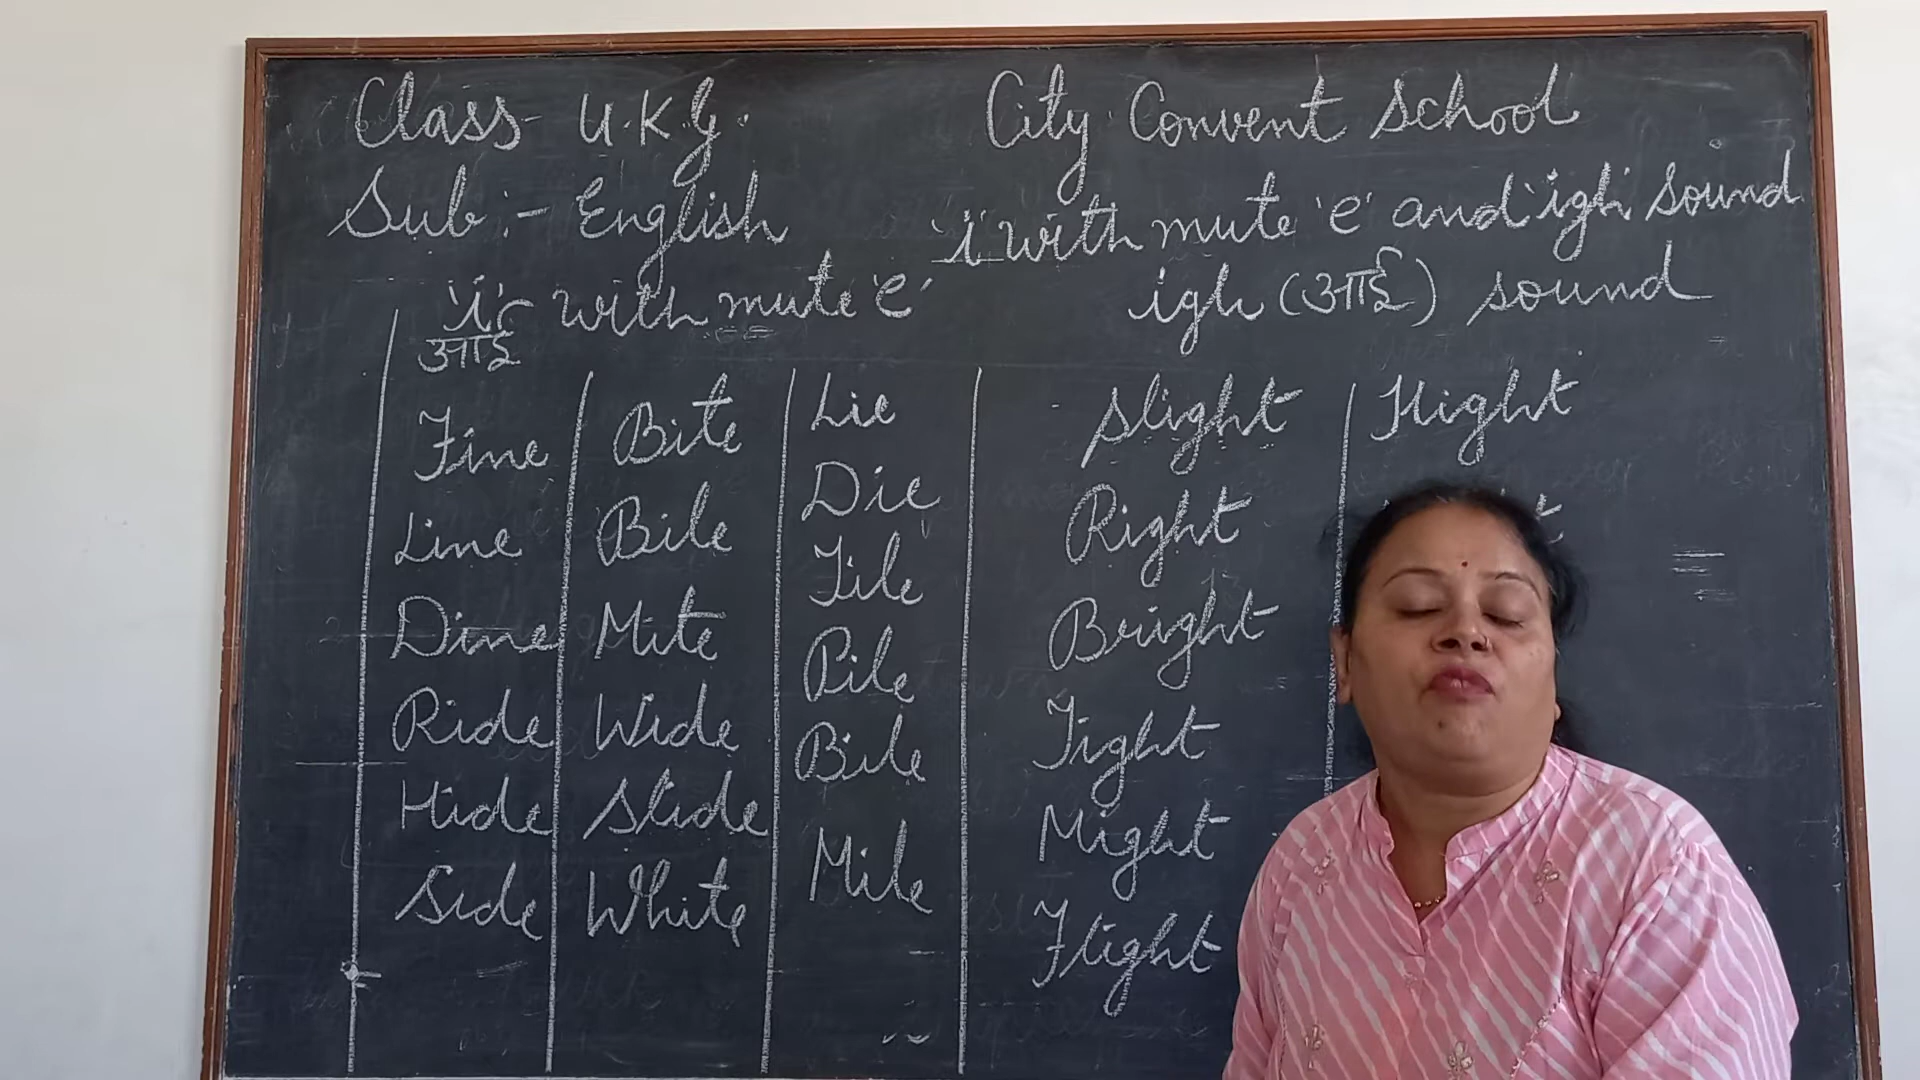 Class- U.K.G.
City Convent School
Sub:- English
'i' with mute 'e' and 'igh' sound
'i' with mute 'e'
आई
igh (आई) sound
Fine
Line
Dine
Ride
Hide
Side
Bite
Bile
Mite
Wide
Slide
White
Lie
Die
File
Pile
Bile
Mile
Slight
Right
Bright
Tight
Might
Flight